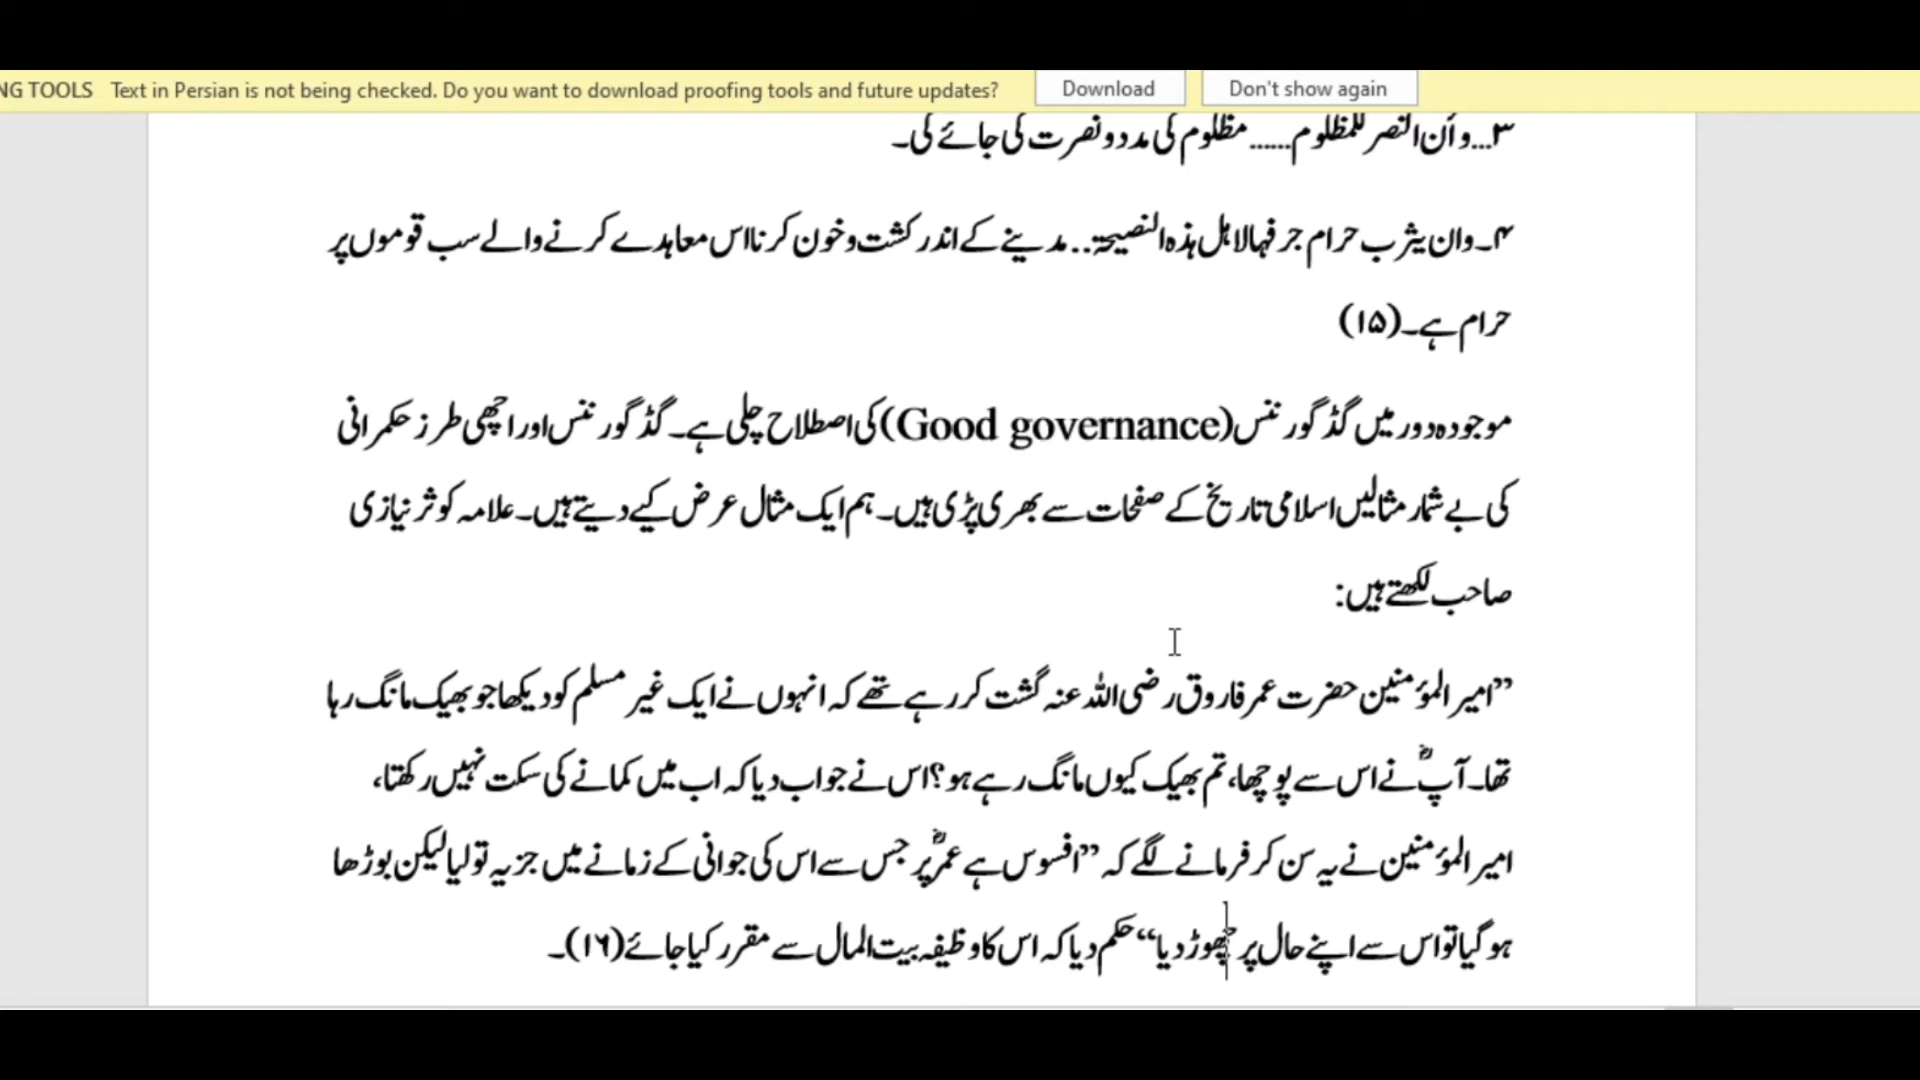 NG TOOLS Text in Persian is not being checked. Do you want to download proofing tools and future updates? Download Don't show again
۳...و أن النصر للمظلوم......مظلوم کی مدد و نصرت کی جائے گی۔
۴۔وان یثرب حرام جرفہالا ہل ہذہ النصیحۃ..مدینے کے اندر کشت و خون کرنا اس معاہدے کرنے والے سب قوموں پر
حرام ہے۔(۱۵)
موجودہ دور میں گڈ گورننس(Good governance)کی اصطلاح چلی ہے۔ گڈ گورننس اور اچھی طرز حکمرانی
کی بے شمار مثالیں اسلامی تاریخ کے صفحات سے بھری پڑی ہیں۔ہم ایک مثال عرض کیے دیتے ہیں۔علامہ کوثر نیازی
صاحب لکھتے ہیں:
”امیر المؤمنین حضرت عمر فاروق رضی اللہ عنہ گشت کر رہے تھے کہ انہوں نے ایک غیر مسلم کو دیکھا جو بھیک مانگ رہا
تھا۔ آپؓ نے اس سے پوچھا، تم بھیک کیوں مانگ رہے ہو؟ اس نے جواب دیا کہ اب میں کمانے کی سکت نہیں رکھتا،
امیر المؤمنین نے یہ سن کر فرمانے لگے کہ ”افسوس ہے عمرؓ پر جس سے اس کی جوانی کے زمانے میں جزیہ تو لیا لیکن بوڑھا
ہو گیا تو اس سے اپنے حال پر چھوڑ دیا“ حکم دیا کہ اس کا وظیفہ بیت المال سے مقرر کیا جائے(۱۶)۔